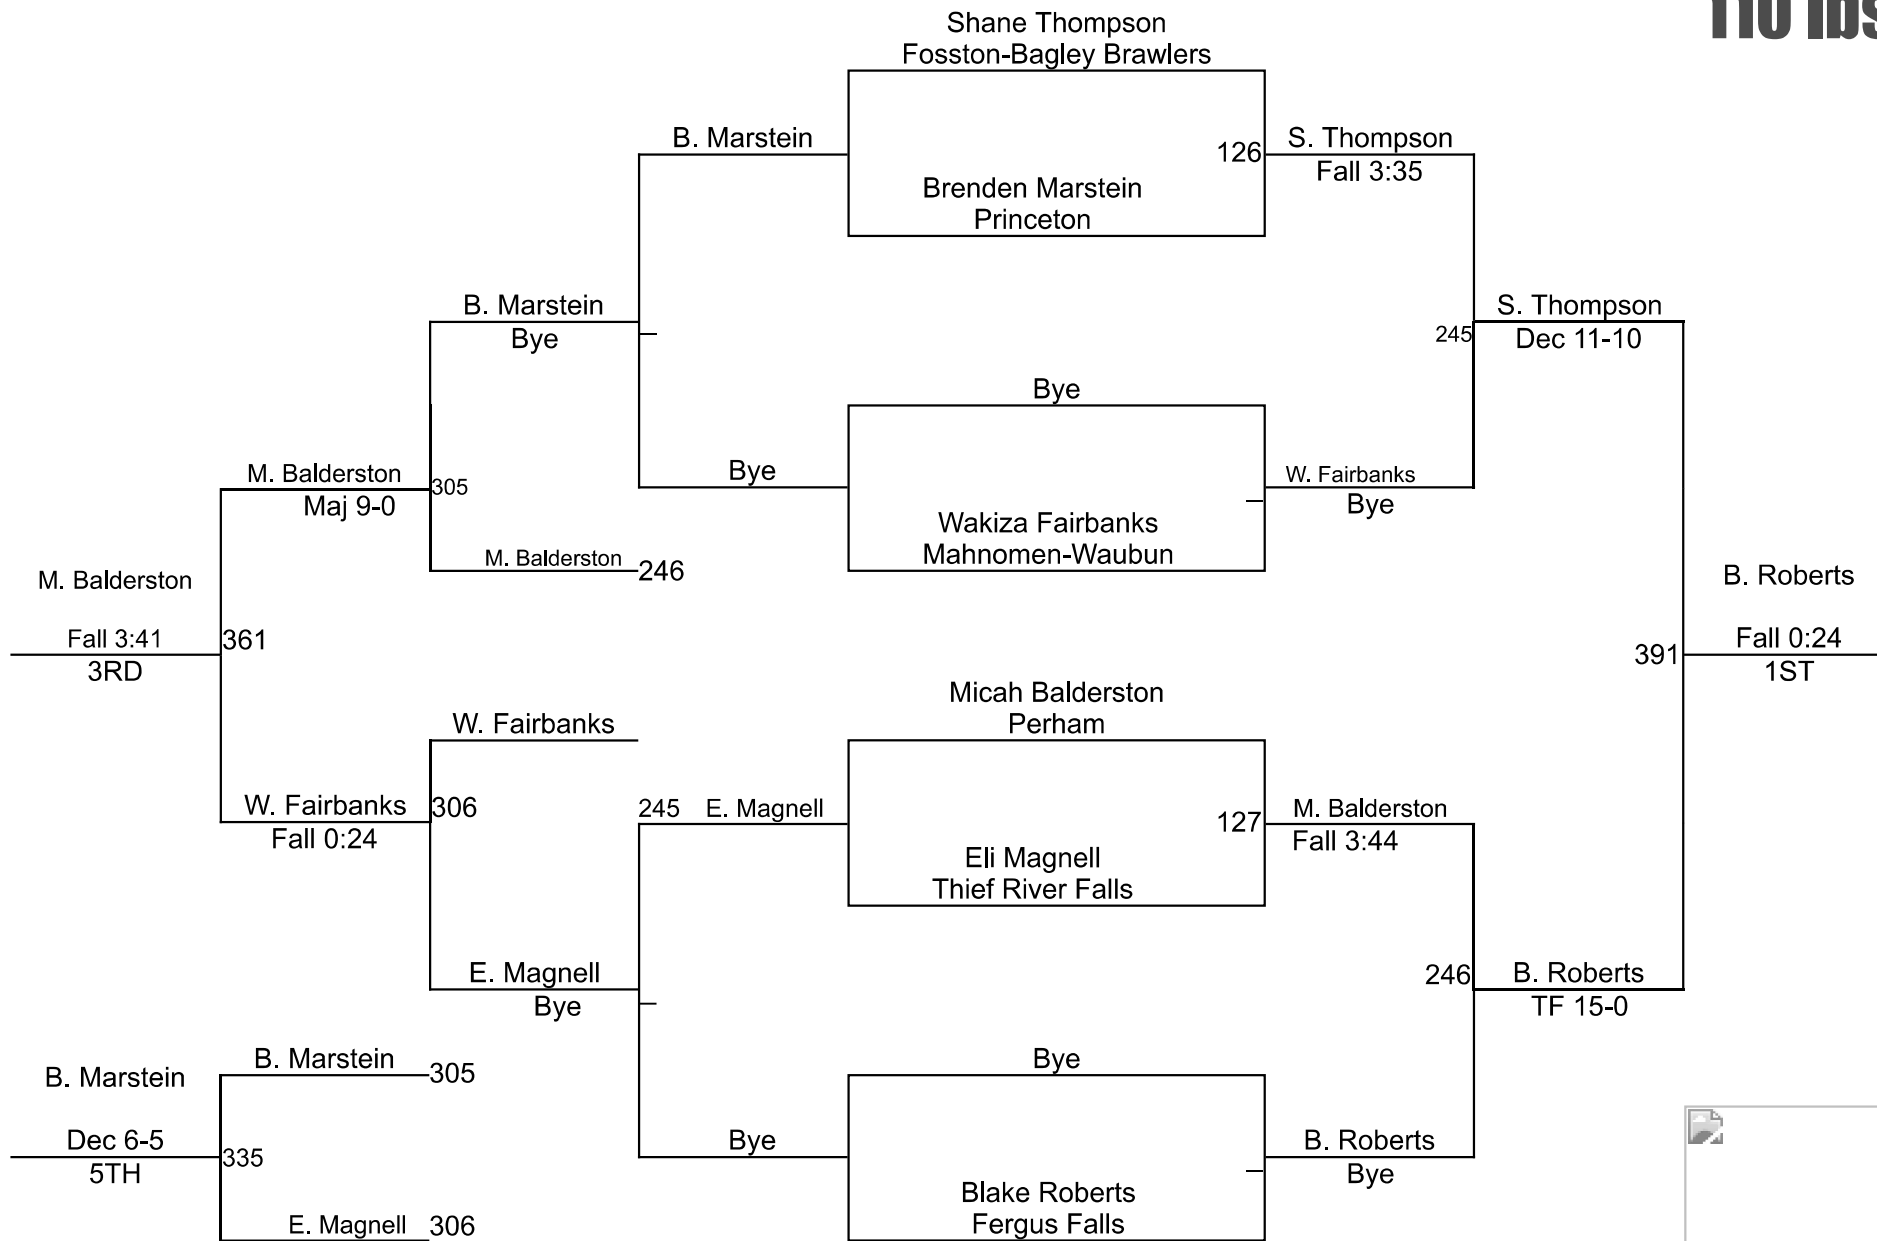 110 lbs
Shane Thompson
Fosston-Bagley Brawlers
B. Marstein
126
S. Thompson
Fall 3:35
Brenden Marstein
Princeton
B. Marstein
Bye
245
S. Thompson
Dec 11-10
Bye
M. Balderston
Maj 9-0
305
Bye
W. Fairbanks
Bye
Wakiza Fairbanks
Mahnomen-Waubun
M. Balderston
246
M. Balderston
Fall 3:41
3RD
361
B. Roberts
Fall 0:24
1ST
391
Micah Balderston
Perham
W. Fairbanks
W. Fairbanks
Fall 0:24
306
245
E. Magnell
127
M. Balderston
Fall 3:44
Eli Magnell
Thief River Falls
E. Magnell
Bye
246
B. Roberts
TF 15-0
B. Marstein
Dec 6-5
5TH
B. Marstein
305
335
E. Magnell
306
Bye
Bye
B. Roberts
Bye
Blake Roberts
Fergus Falls